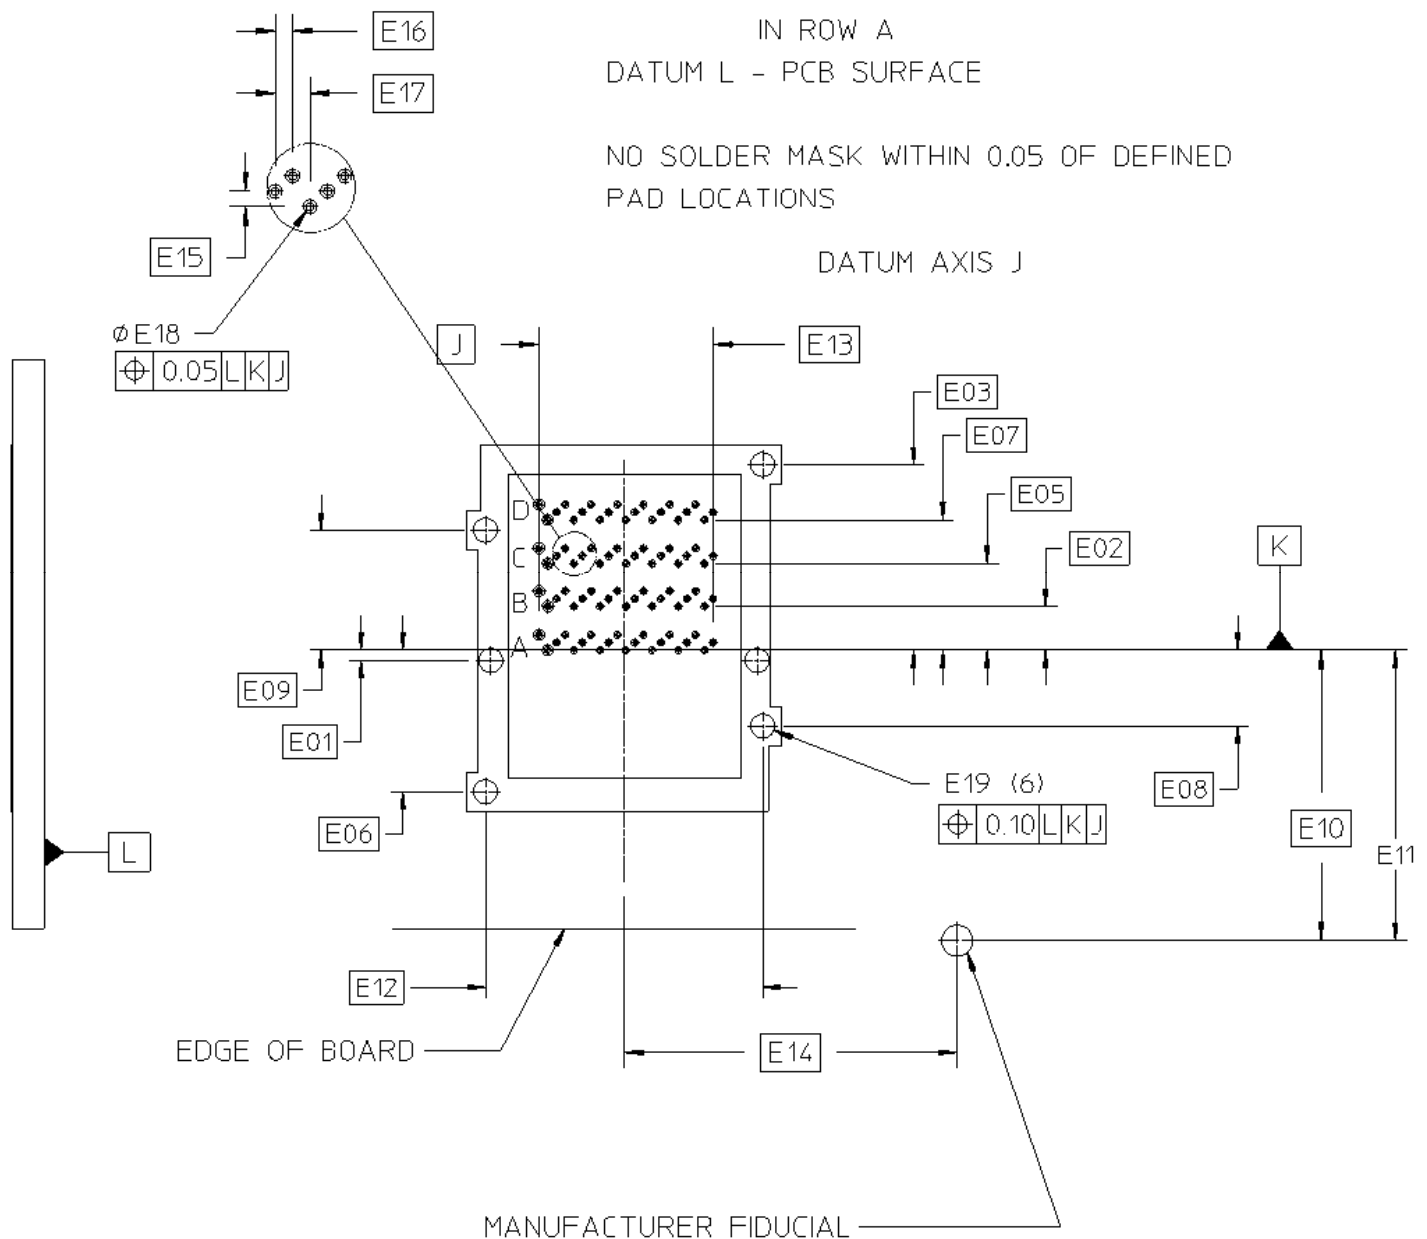 E16
IN ROW A
DATUM L - PCB SURFACE
E17
NO SOLDER MASK WITHIN 0.05 OF DEFINED
PAD LOCATIONS
E15
DATUM AXIS J
⌀E18
⌖ 0.05 L K J
J
E13
E03
E07
E05
E02
K
D
C
B
A
E09
E01
E06
E19 (6)
⌖ 0.10 L K J
E08
E10
E11
L
E12
EDGE OF BOARD
E14
MANUFACTURER FIDUCIAL